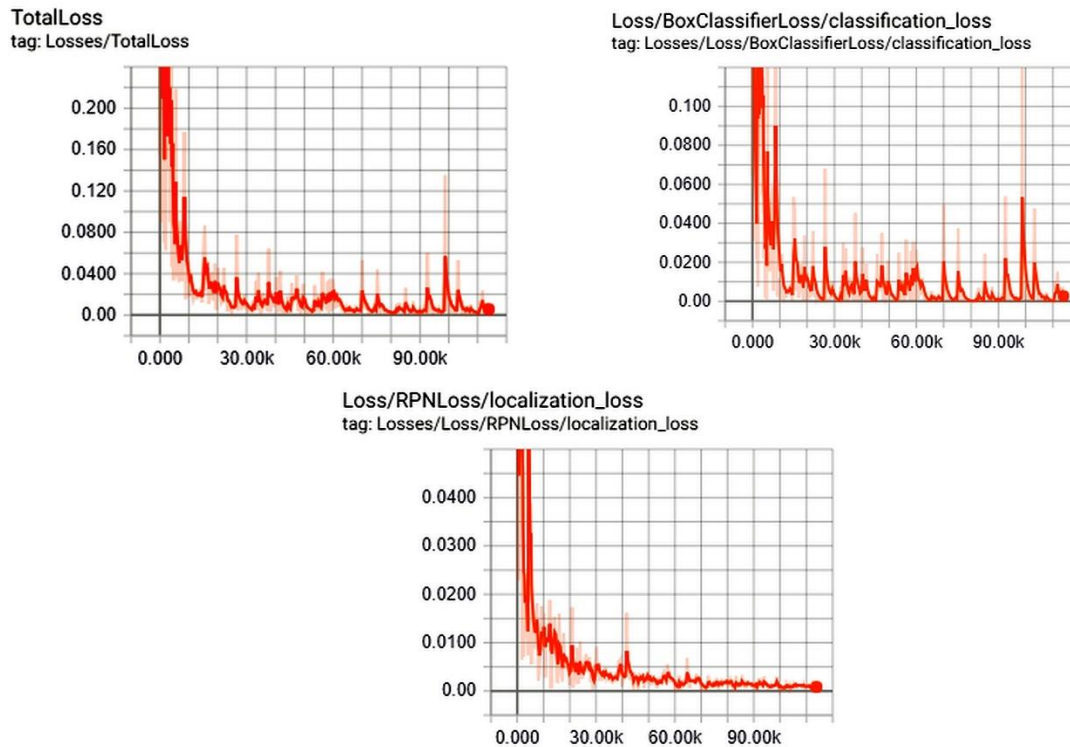 TotalLoss
tag: Losses/TotalLoss
0.200
0.160
0.120
0.0800
0.0400
0.00
0.000 30.00k 60.00k 90.00k
Loss/BoxClassifierLoss/classification_loss
tag: Losses/Loss/BoxClassifierLoss/classification_loss
0.100
0.0800
0.0600
0.0400
0.0200
0.00
0.000 30.00k 60.00k 90.00k
Loss/RPNLoss/localization_loss
tag: Losses/Loss/RPNLoss/localization_loss
0.0400
0.0300
0.0200
0.0100
0.00
0.000 30.00k 60.00k 90.00k